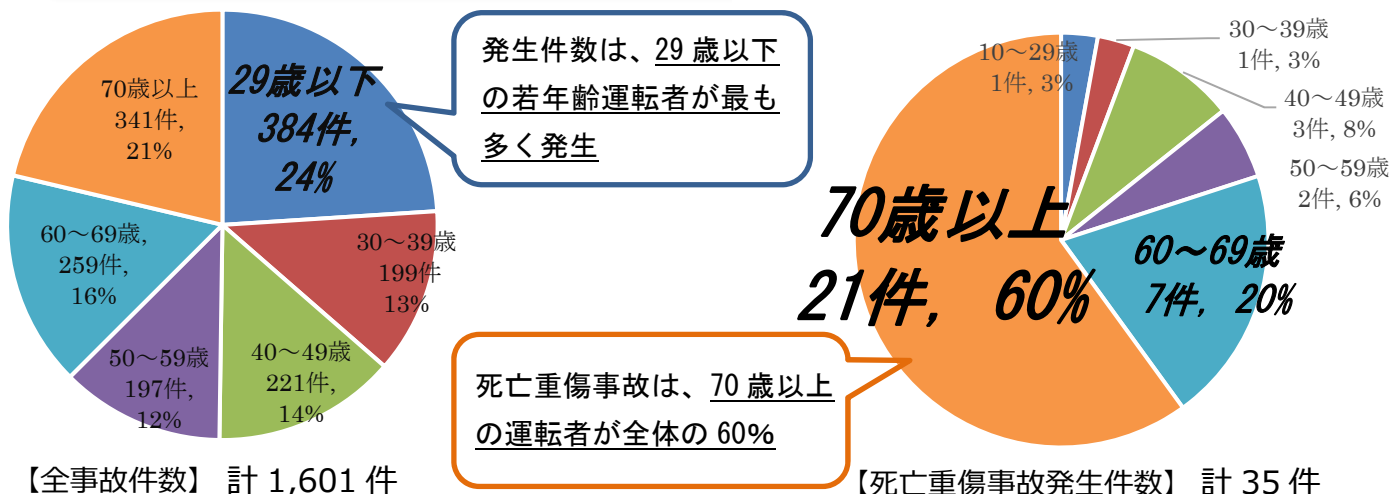 70歳以上
341件,
21%
29歳以下
384件,
24%
60～69歳,
259件,
16%
30～39歳
199件
13%
50～59歳
197件,
12%
40～49歳
221件,
14%
【全事故件数】 計 1,601 件
発生件数は、29 歳以下
の若年齢運転者が最も
多く発生
死亡重傷事故は、70 歳以上
の運転者が全体の 60%
10～29歳
1件, 3%
30～39歳
1件, 3%
40～49歳
3件, 8%
50～59歳
2件, 6%
70歳以上
21件, 60%
60～69歳
7件, 20%
【死亡重傷事故発生件数】 計 35 件